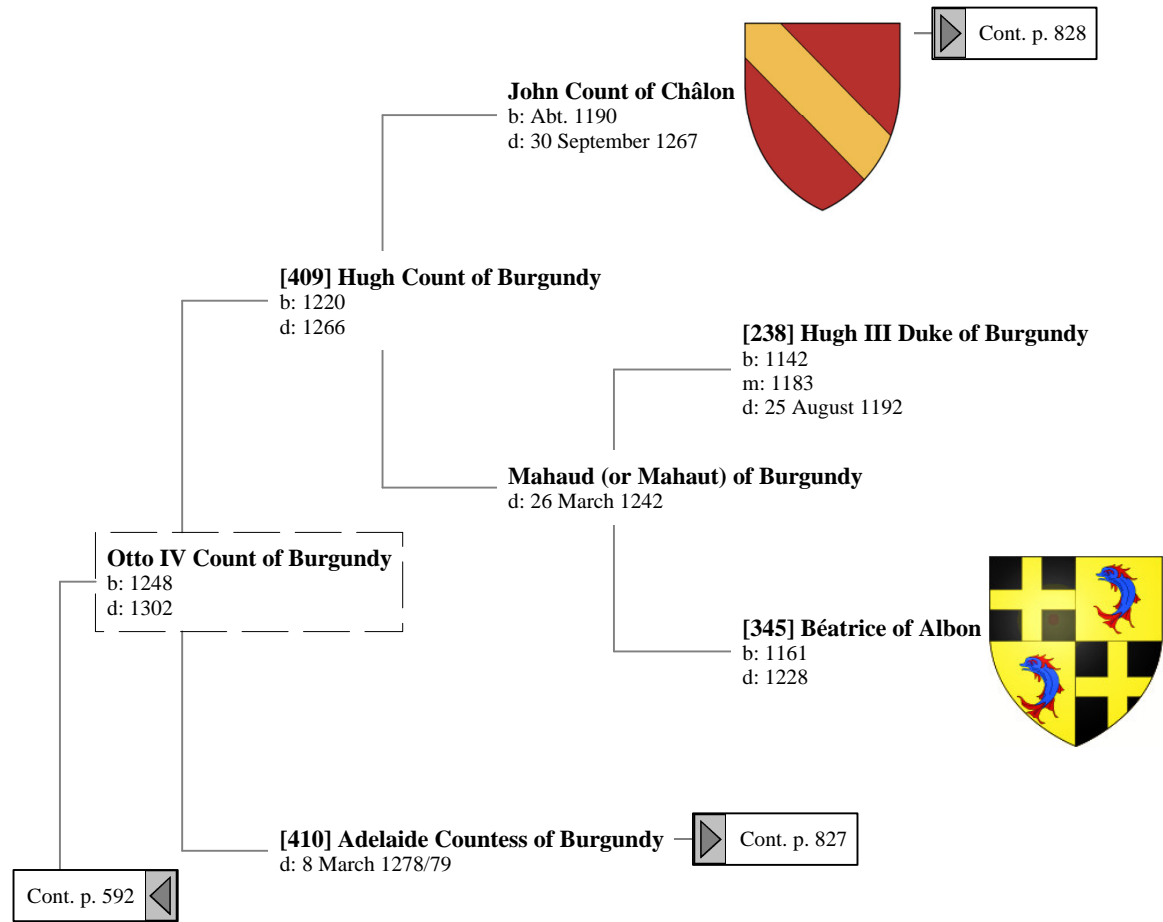 Cont. p. 828
John Count of Châlon
b: Abt. 1190
d: 30 September 1267
[409] Hugh Count of Burgundy
b: 1220
d: 1266
[238] Hugh III Duke of Burgundy
b: 1142
m: 1183
d: 25 August 1192
Mahaud (or Mahaut) of Burgundy
d: 26 March 1242
Otto IV Count of Burgundy
b: 1248
d: 1302
[345] Béatrice of Albon
b: 1161
d: 1228
[410] Adelaide Countess of Burgundy
d: 8 March 1278/79
Cont. p. 827
Cont. p. 592